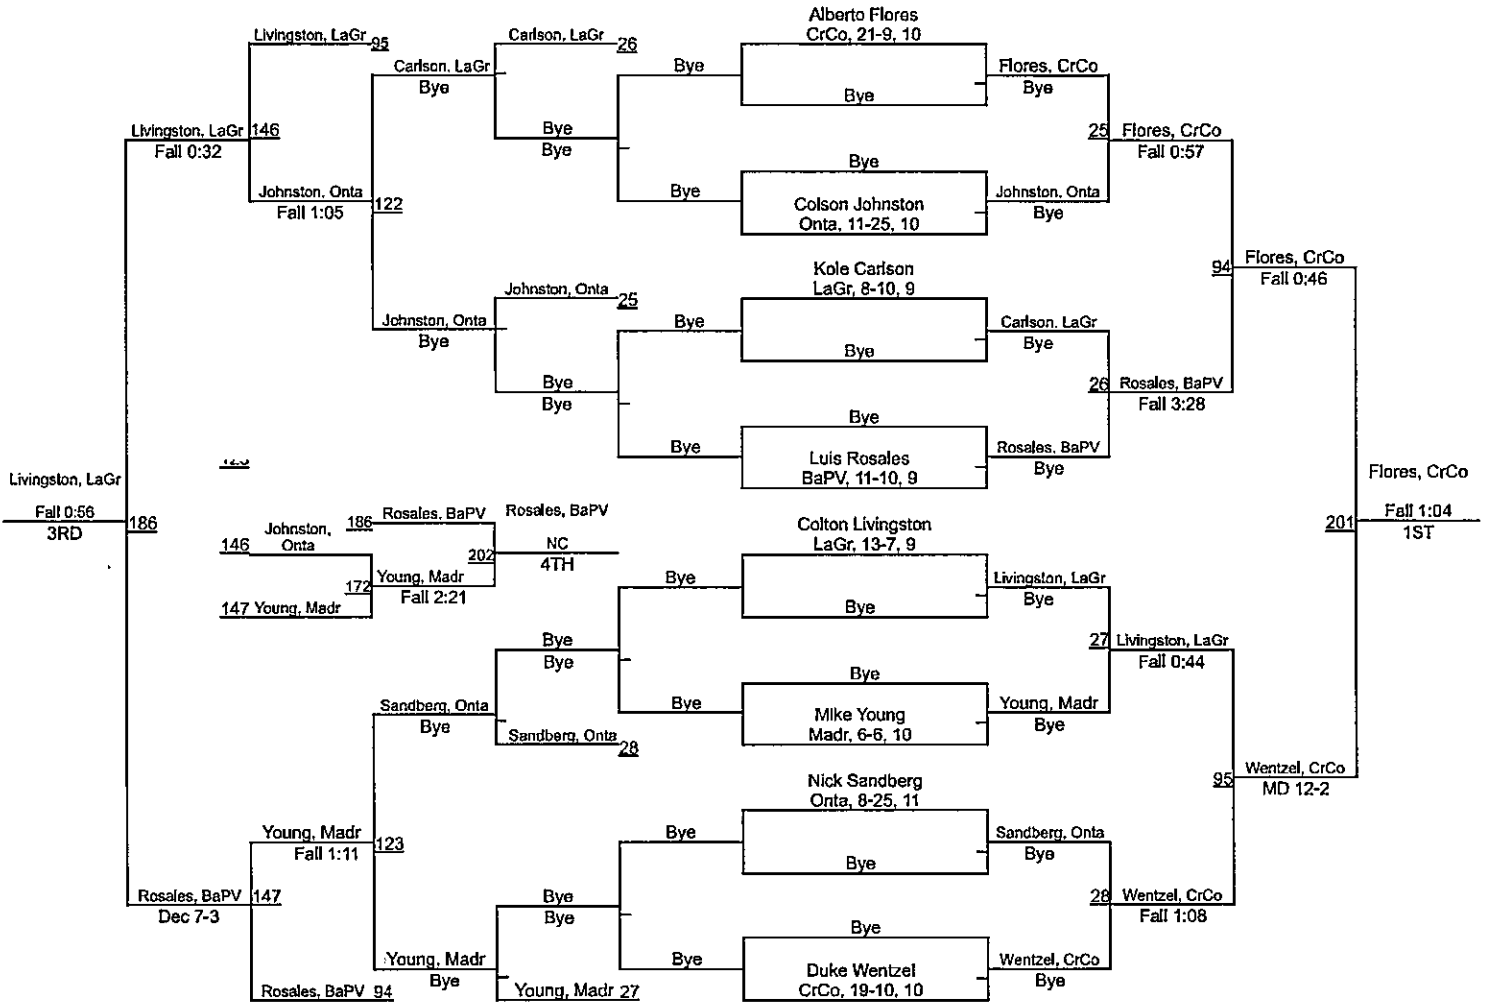 Alberto Flores
CrCo, 21-9, 10
Livingston, LaGr 95
Carlson, LaGr 26
Carlson, LaGr
Bye
Bye
Flores, CrCo
Bye
Bye
Livingston, LaGr 146
Fall 0:32
Bye
Bye
25 Flores, CrCo
Fall 0:57
Bye
Johnston, Onta
Fall 1:05
122
Bye
Colson Johnston
Onta, 11-25, 10
Johnston, Onta
Bye
Kole Carlson
LaGr, 8-10, 9
94 Flores, CrCo
Fall 0:46
Johnston, Onta 25
Johnston, Onta
Bye
Bye
Carlson, LaGr
Bye
Bye
Bye
Bye
26 Rosales, BaPV
Fall 3:28
Bye
Bye
Luis Rosales
BaPV, 11-10, 9
Rosales, BaPV
Bye
Livingston, LaGr
Fall 0:56
3RD
186
Flores, CrCo
201
Fall 1:04
1ST
186 Rosales, BaPV
Rosales, BaPV
146
Johnston,
Onta
202
NC
4TH
172
Young, Madr
Fall 2:21
147 Young, Madr
Colton Livingston
LaGr, 13-7, 9
Bye
Livingston, LaGr
Bye
Bye
Bye
Bye
27 Livingston, LaGr
Fall 0:44
Bye
Sandberg, Onta
Bye
Bye
Mike Young
Madr, 6-6, 10
Young, Madr
Bye
Sandberg, Onta 28
Nick Sandberg
Onta, 8-25, 11
95 Wentzel, CrCo
MD 12-2
Young, Madr
Fall 1:11
123
Bye
Sandberg, Onta
Bye
Bye
Rosales, BaPV 147
Dec 7-3
Bye
Bye
28 Wentzel, CrCo
Fall 1:08
Bye
Young, Madr
Bye
Bye
Duke Wentzel
CrCo, 19-10, 10
Wentzel, CrCo
Bye
Rosales, BaPV 94
Young, Madr 27